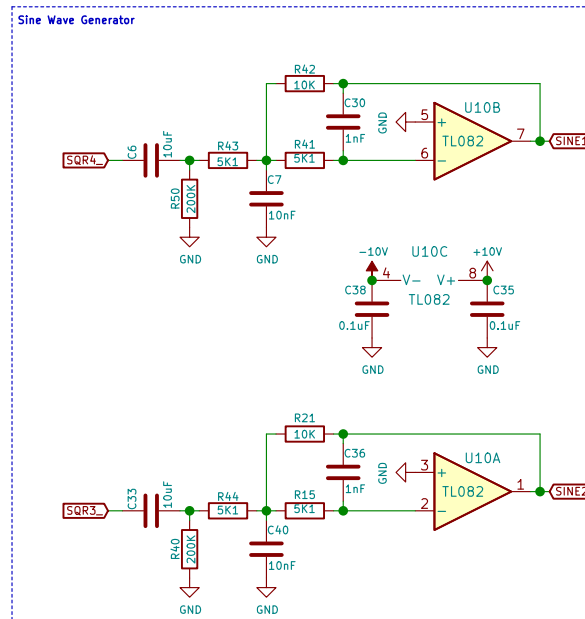 Sine Wave Generator
R42
10K
C30
1nF
GND
5
+
U10B
TL082
7
SINE1
6
−
SQR4_
C6
10uF
R43
5K1
R41
5K1
C7
10nF
R50
200K
GND
GND
-10V
U10C
+10V
4
V−
V+
8
TL082
C38
0.1uF
C35
0.1uF
GND
GND
R21
10K
C36
1nF
GND
3
+
U10A
TL082
1
SINE2
2
−
SQR3_
C33
10uF
R44
5K1
R15
5K1
C40
10nF
R40
200K
GND
GND